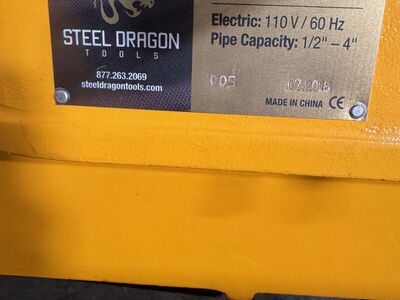 STEEL DRAGON
TOOLS
877.263.2069
steeldragontools.com
Electric: 110 V / 60 Hz
Pipe Capacity: 1/2" – 4"
005
MADE IN CHINA CE